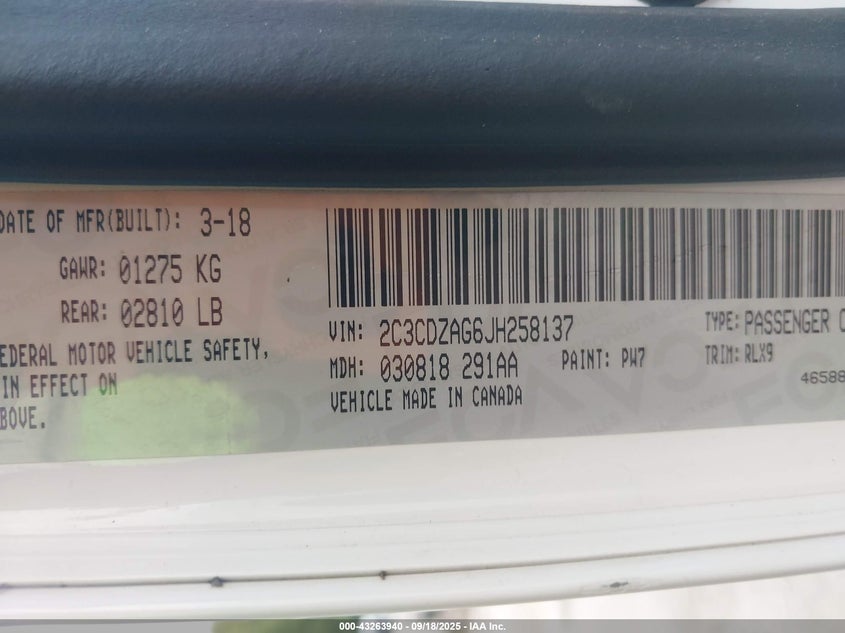 DATE OF MFR(BUILT): 3-18
GAWR: 01275 KG
REAR: 02810 LB
FEDERAL MOTOR VEHICLE SAFETY,
IN EFFECT ON
ABOVE.
VIN: 2C3CDZAG6JH258137
TYPE: PASSENGER C
MDH: 030818 291AA
PAINT: PW7
TRIM: RLX9
VEHICLE MADE IN CANADA
46588
000-43263940 - 09/18/2025 - IAA Inc.